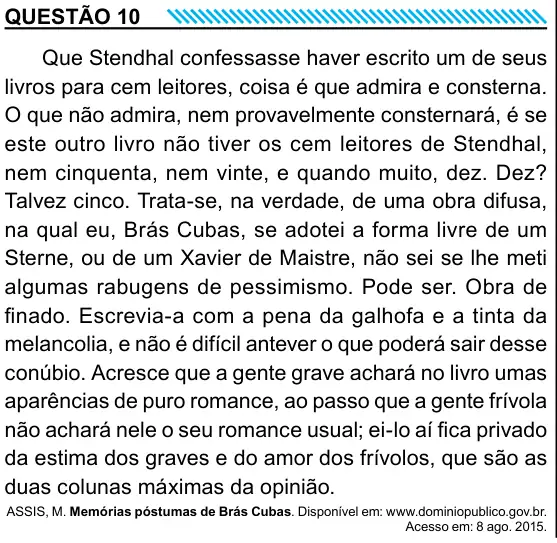 QUESTÃO 10
Que Stendhal confessasse haver escrito um de seus
livros para cem leitores, coisa é que admira e consterna.
O que não admira, nem provavelmente consternará, é se
este outro livro não tiver os cem leitores de Stendhal,
nem cinquenta, nem vinte, e quando muito, dez. Dez?
Talvez cinco. Trata-se, na verdade, de uma obra difusa,
na qual eu, Brás Cubas, se adotei a forma livre de um
Sterne, ou de um Xavier de Maistre, não sei se lhe meti
algumas rabugens de pessimismo. Pode ser. Obra de
finado. Escrevia-a com a pena da galhofa e a tinta da
melancolia, e não é difícil antever o que poderá sair desse
conúbio. Acresce que a gente grave achará no livro umas
aparências de puro romance, ao passo que a gente frívola
não achará nele o seu romance usual; ei-lo aí fica privado
da estima dos graves e do amor dos frívolos, que são as
duas colunas máximas da opinião.
ASSIS, M. Memórias póstumas de Brás Cubas. Disponível em: www.dominiopublico.gov.br.
Acesso em: 8 ago. 2015.